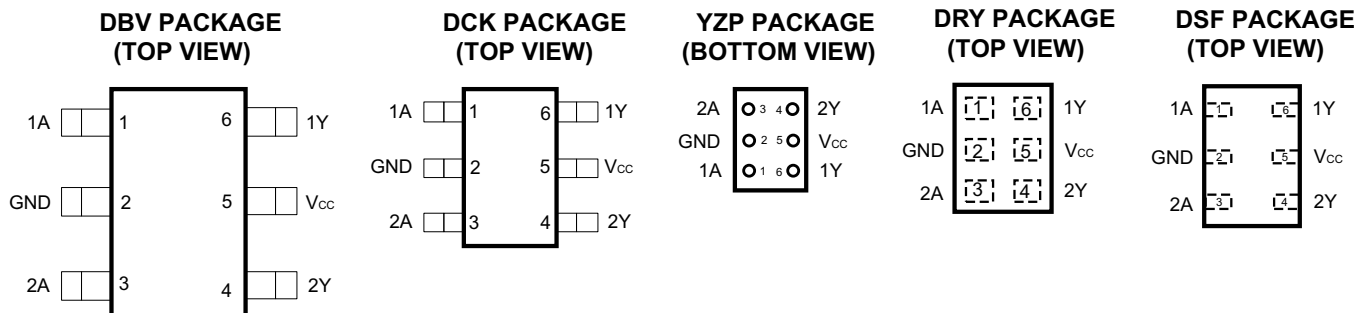 DBV PACKAGE
(TOP VIEW)
1A 1 6 1Y
GND 2 5 Vcc
2A 3 4 2Y
DCK PACKAGE
(TOP VIEW)
1A 1 6 1Y
GND 2 5 Vcc
2A 3 4 2Y
YZP PACKAGE
(BOTTOM VIEW)
2A 3 4 2Y
GND 2 5 Vcc
1A 1 6 1Y
DRY PACKAGE
(TOP VIEW)
1A 1 6 1Y
GND 2 5 Vcc
2A 3 4 2Y
DSF PACKAGE
(TOP VIEW)
1A 1 6 1Y
GND 2 5 Vcc
2A 3 4 2Y